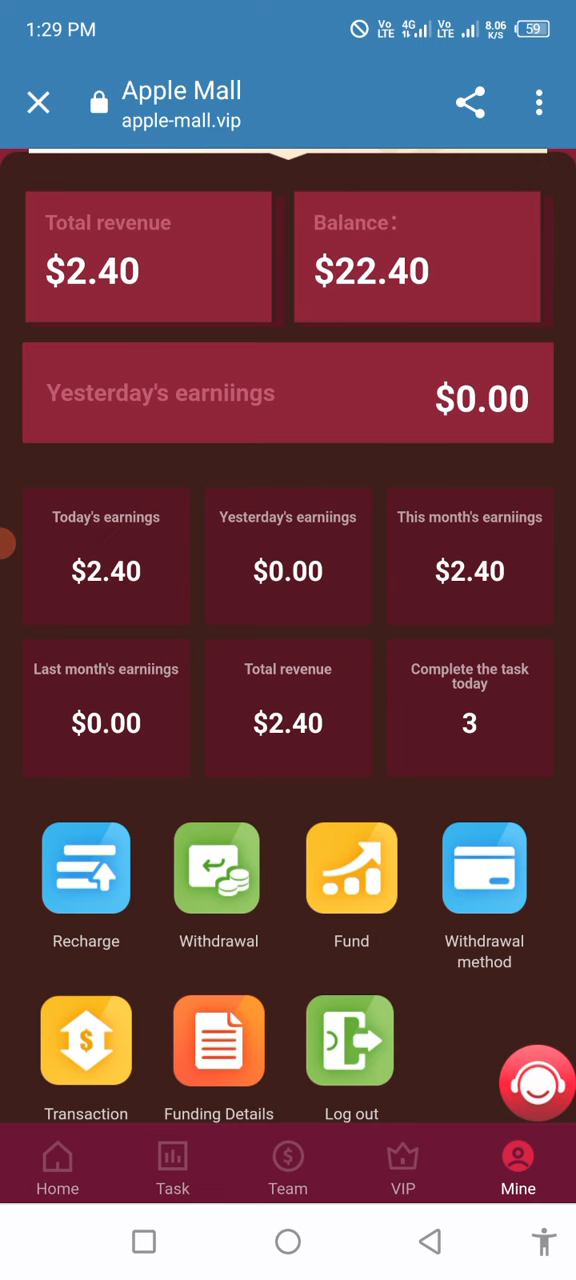 1:29 PM
Vo LTE 4G Vo LTE 8.06 K/S 59
Apple Mall
apple-mall.vip
Total revenue
$2.40
Balance：
$22.40
Yesterday's earniings
$0.00
Today's earnings
$2.40
Yesterday's earniings
$0.00
This month's earniings
$2.40
Last month's earniings
$0.00
Total revenue
$2.40
Complete the task
today
3
Recharge
Withdrawal
Fund
Withdrawal
method
Transaction
Funding Details
Log out
Home
Task
Team
VIP
Mine